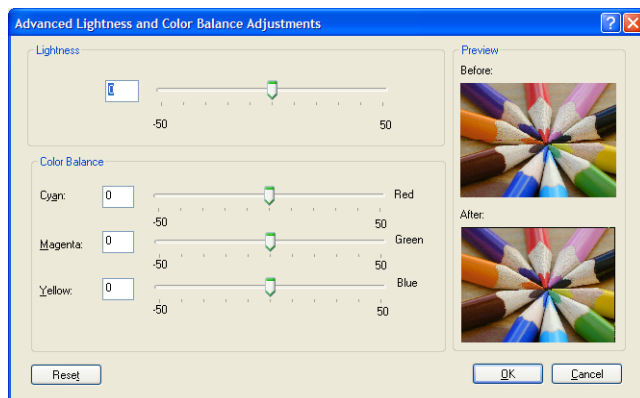 Advanced Lightness and Color Balance Adjustments
Lightness
0
-50 50
Color Balance
Cyan: 0 Red
-50 50
Magenta: 0 Green
-50 50
Yellow: 0 Blue
-50 50
Reset
Preview
Before:
After:
OK Cancel